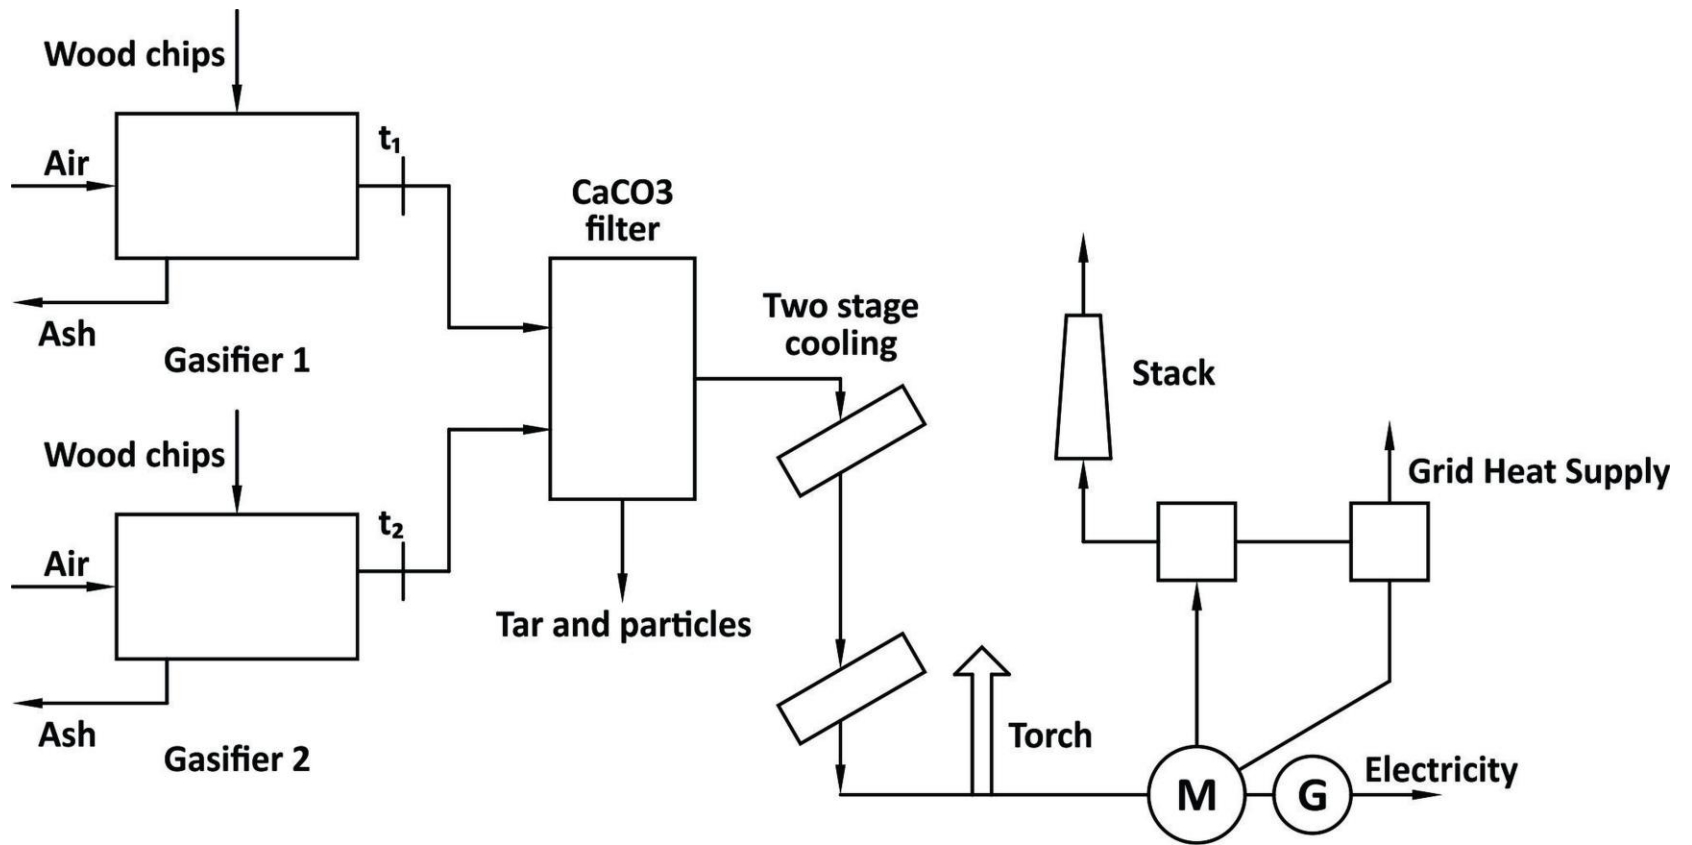 Wood chips
Air
t₁
Ash
Gasifier 1
Wood chips
Air
t₂
Ash
Gasifier 2
CaCO3
filter
Tar and particles
Two stage
cooling
Torch
Stack
Grid Heat Supply
M
G
Electricity